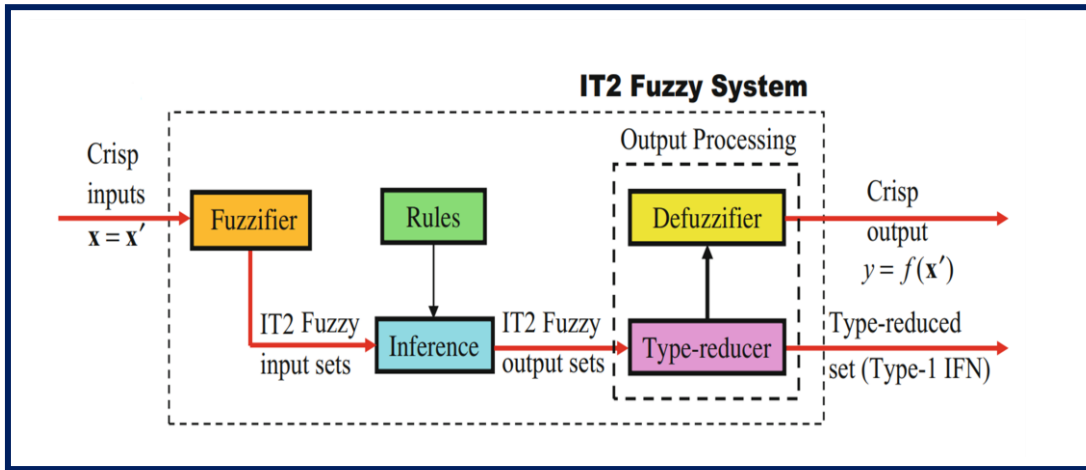 IT2 Fuzzy System
Output Processing
Crisp
inputs
x = x′
Fuzzifier
Rules
Defuzzifier
Crisp
output
y = f(x′)
IT2 Fuzzy
input sets
Inference
IT2 Fuzzy
output sets
Type-reducer
Type-reduced
set (Type-1 IFN)